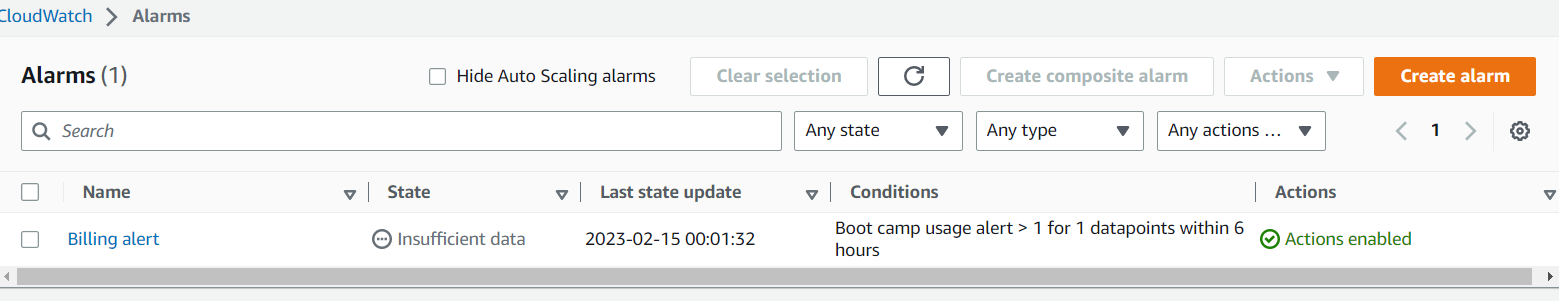 CloudWatch > Alarms
Alarms (1)
Hide Auto Scaling alarms
Clear selection
Create composite alarm
Actions
Create alarm
Search
Any state
Any type
Any actions ...
1
Name
State
Last state update
Conditions
Actions
Billing alert
Insufficient data
2023-02-15 00:01:32
Boot camp usage alert > 1 for 1 datapoints within 6
hours
Actions enabled